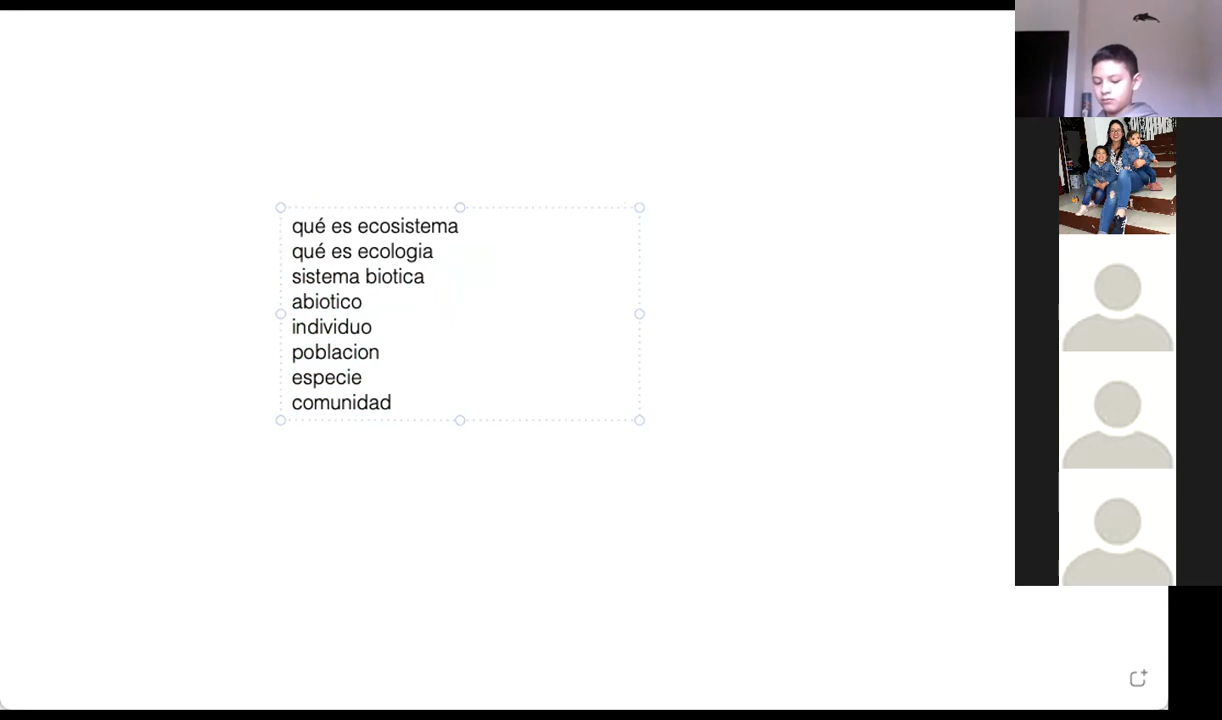 qué es ecosistema
qué es ecologia
sistema biotica
abiotico
individuo
poblacion
especie
comunidad